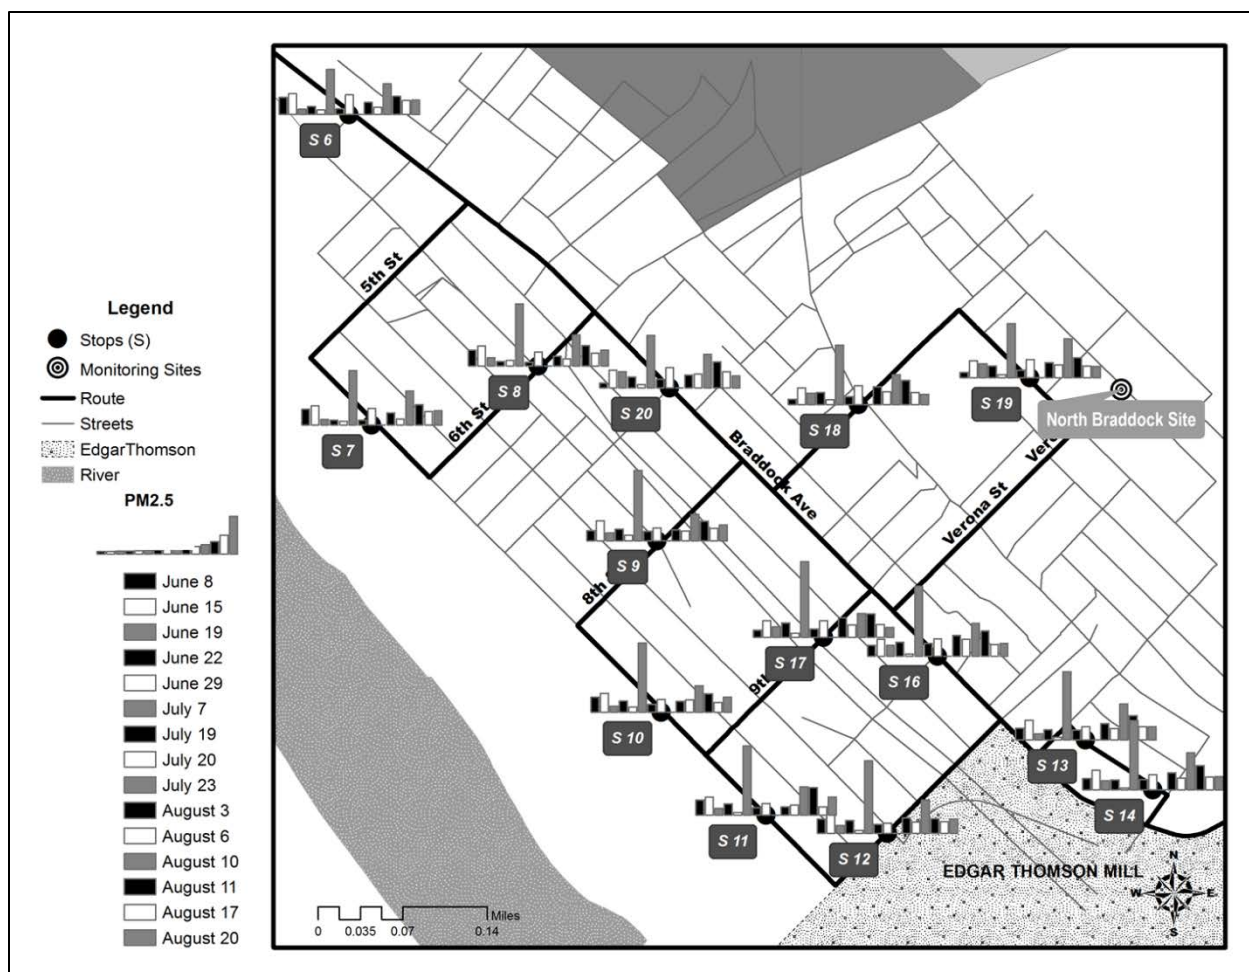 S 6
5th St
Legend
Stops (S)
Monitoring Sites
Route
Streets
EdgarThomson
River
PM2.5
June 8
June 15
June 19
June 22
June 29
July 7
July 19
July 20
July 23
August 3
August 6
August 10
August 11
August 17
August 20
S 7
6th St
S 8
S 20
S 18
S 19
North Braddock Site
Braddock Ave
Verona St
S 9
8th
S 17
9th
S 16
S 10
S 13
S 14
S 11
S 12
EDGAR THOMSON MILL
N
W
E
S
Miles
0
0.035
0.07
0.14